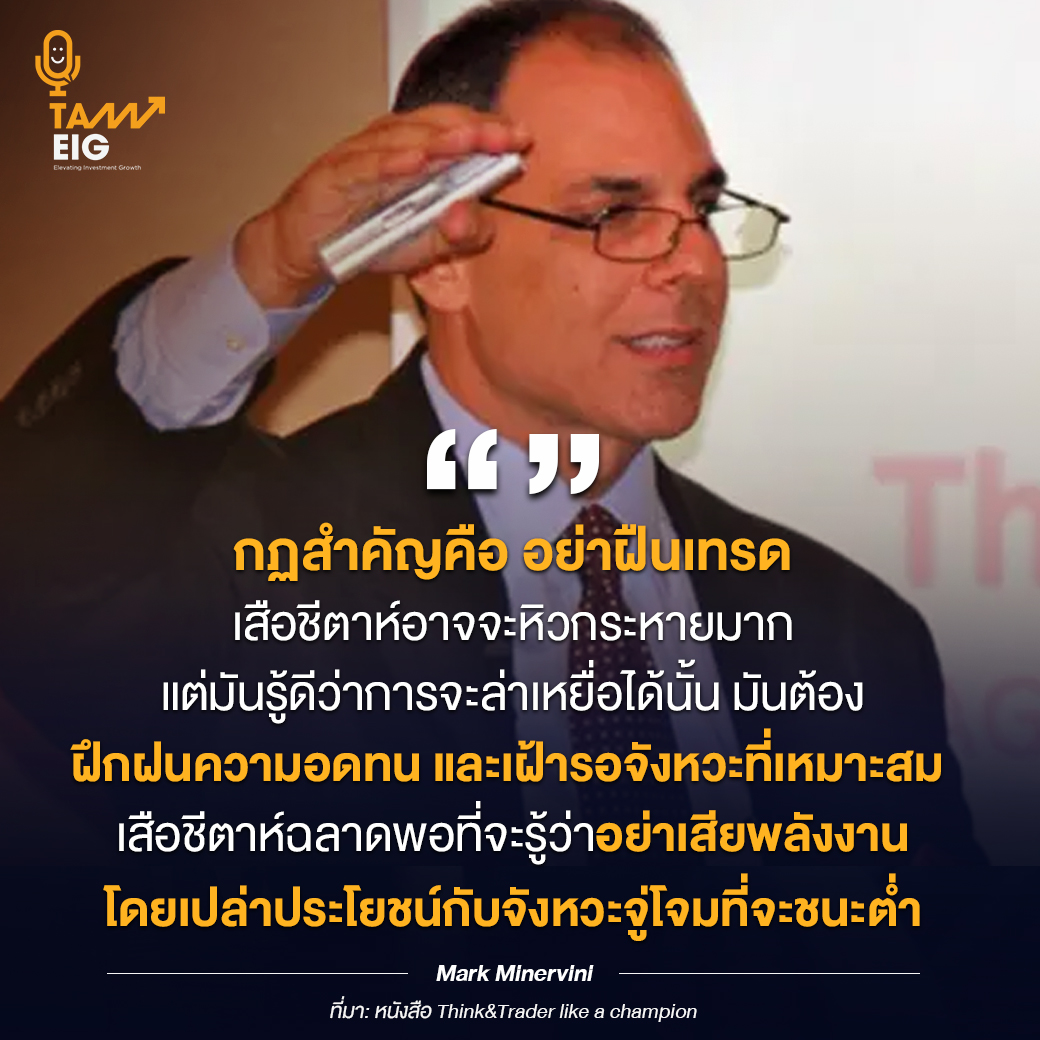 TAM
EIG
Elevating Investment Growth
Th
“ ”
กฏสำคัญคือ อย่าฝืนเทรด
เสือชีตาห์อาจจะหิวกระหายมาก
แต่มันรู้ดีว่าการจะล่าเหยื่อได้นั้น มันต้อง
ฝึกฝนความอดทน และเฝ้ารอจังหวะที่เหมาะสม
เสือชีตาห์ฉลาดพอที่จะรู้ว่าอย่าเสียพลังงาน
โดยเปล่าประโยชน์กับจังหวะจู่โจมที่จะชนะต่ำ
Mark Minervini
ที่มา: หนังสือ Think&Trader like a champion